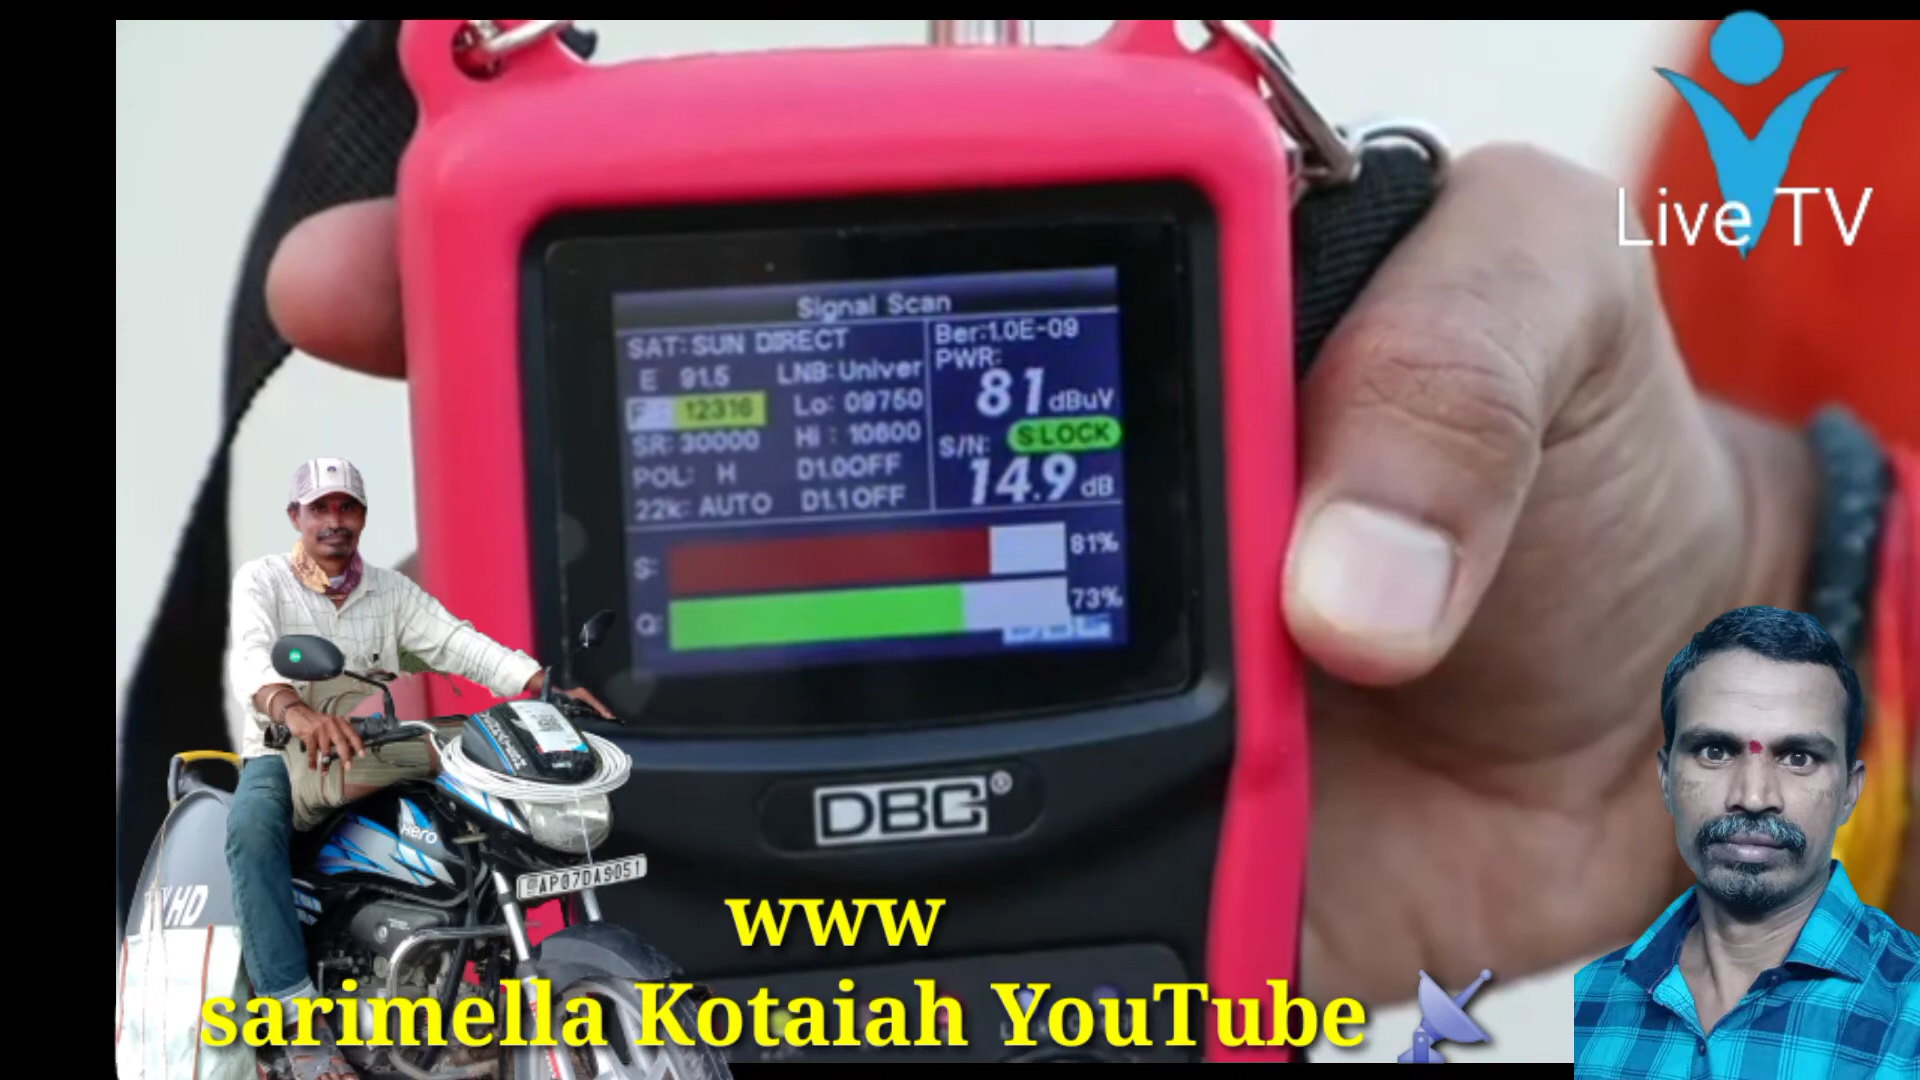 Live TV
Signal Scan
SAT: SUN DIRECT
E 91.5 LNB: Univer
F : 12316 Lo: 09750
SR: 30000 Hi : 10600
POL: H D1.0OFF
22k: AUTO D1.1OFF
Ber:1.0E-09
PWR:
81 dBuV
S/N: S:LOCK
14.9 dB
S: 81%
Q: 73%
DBC®
Hero
AP07DA9051
HD
www
sarimella Kotaiah YouTube